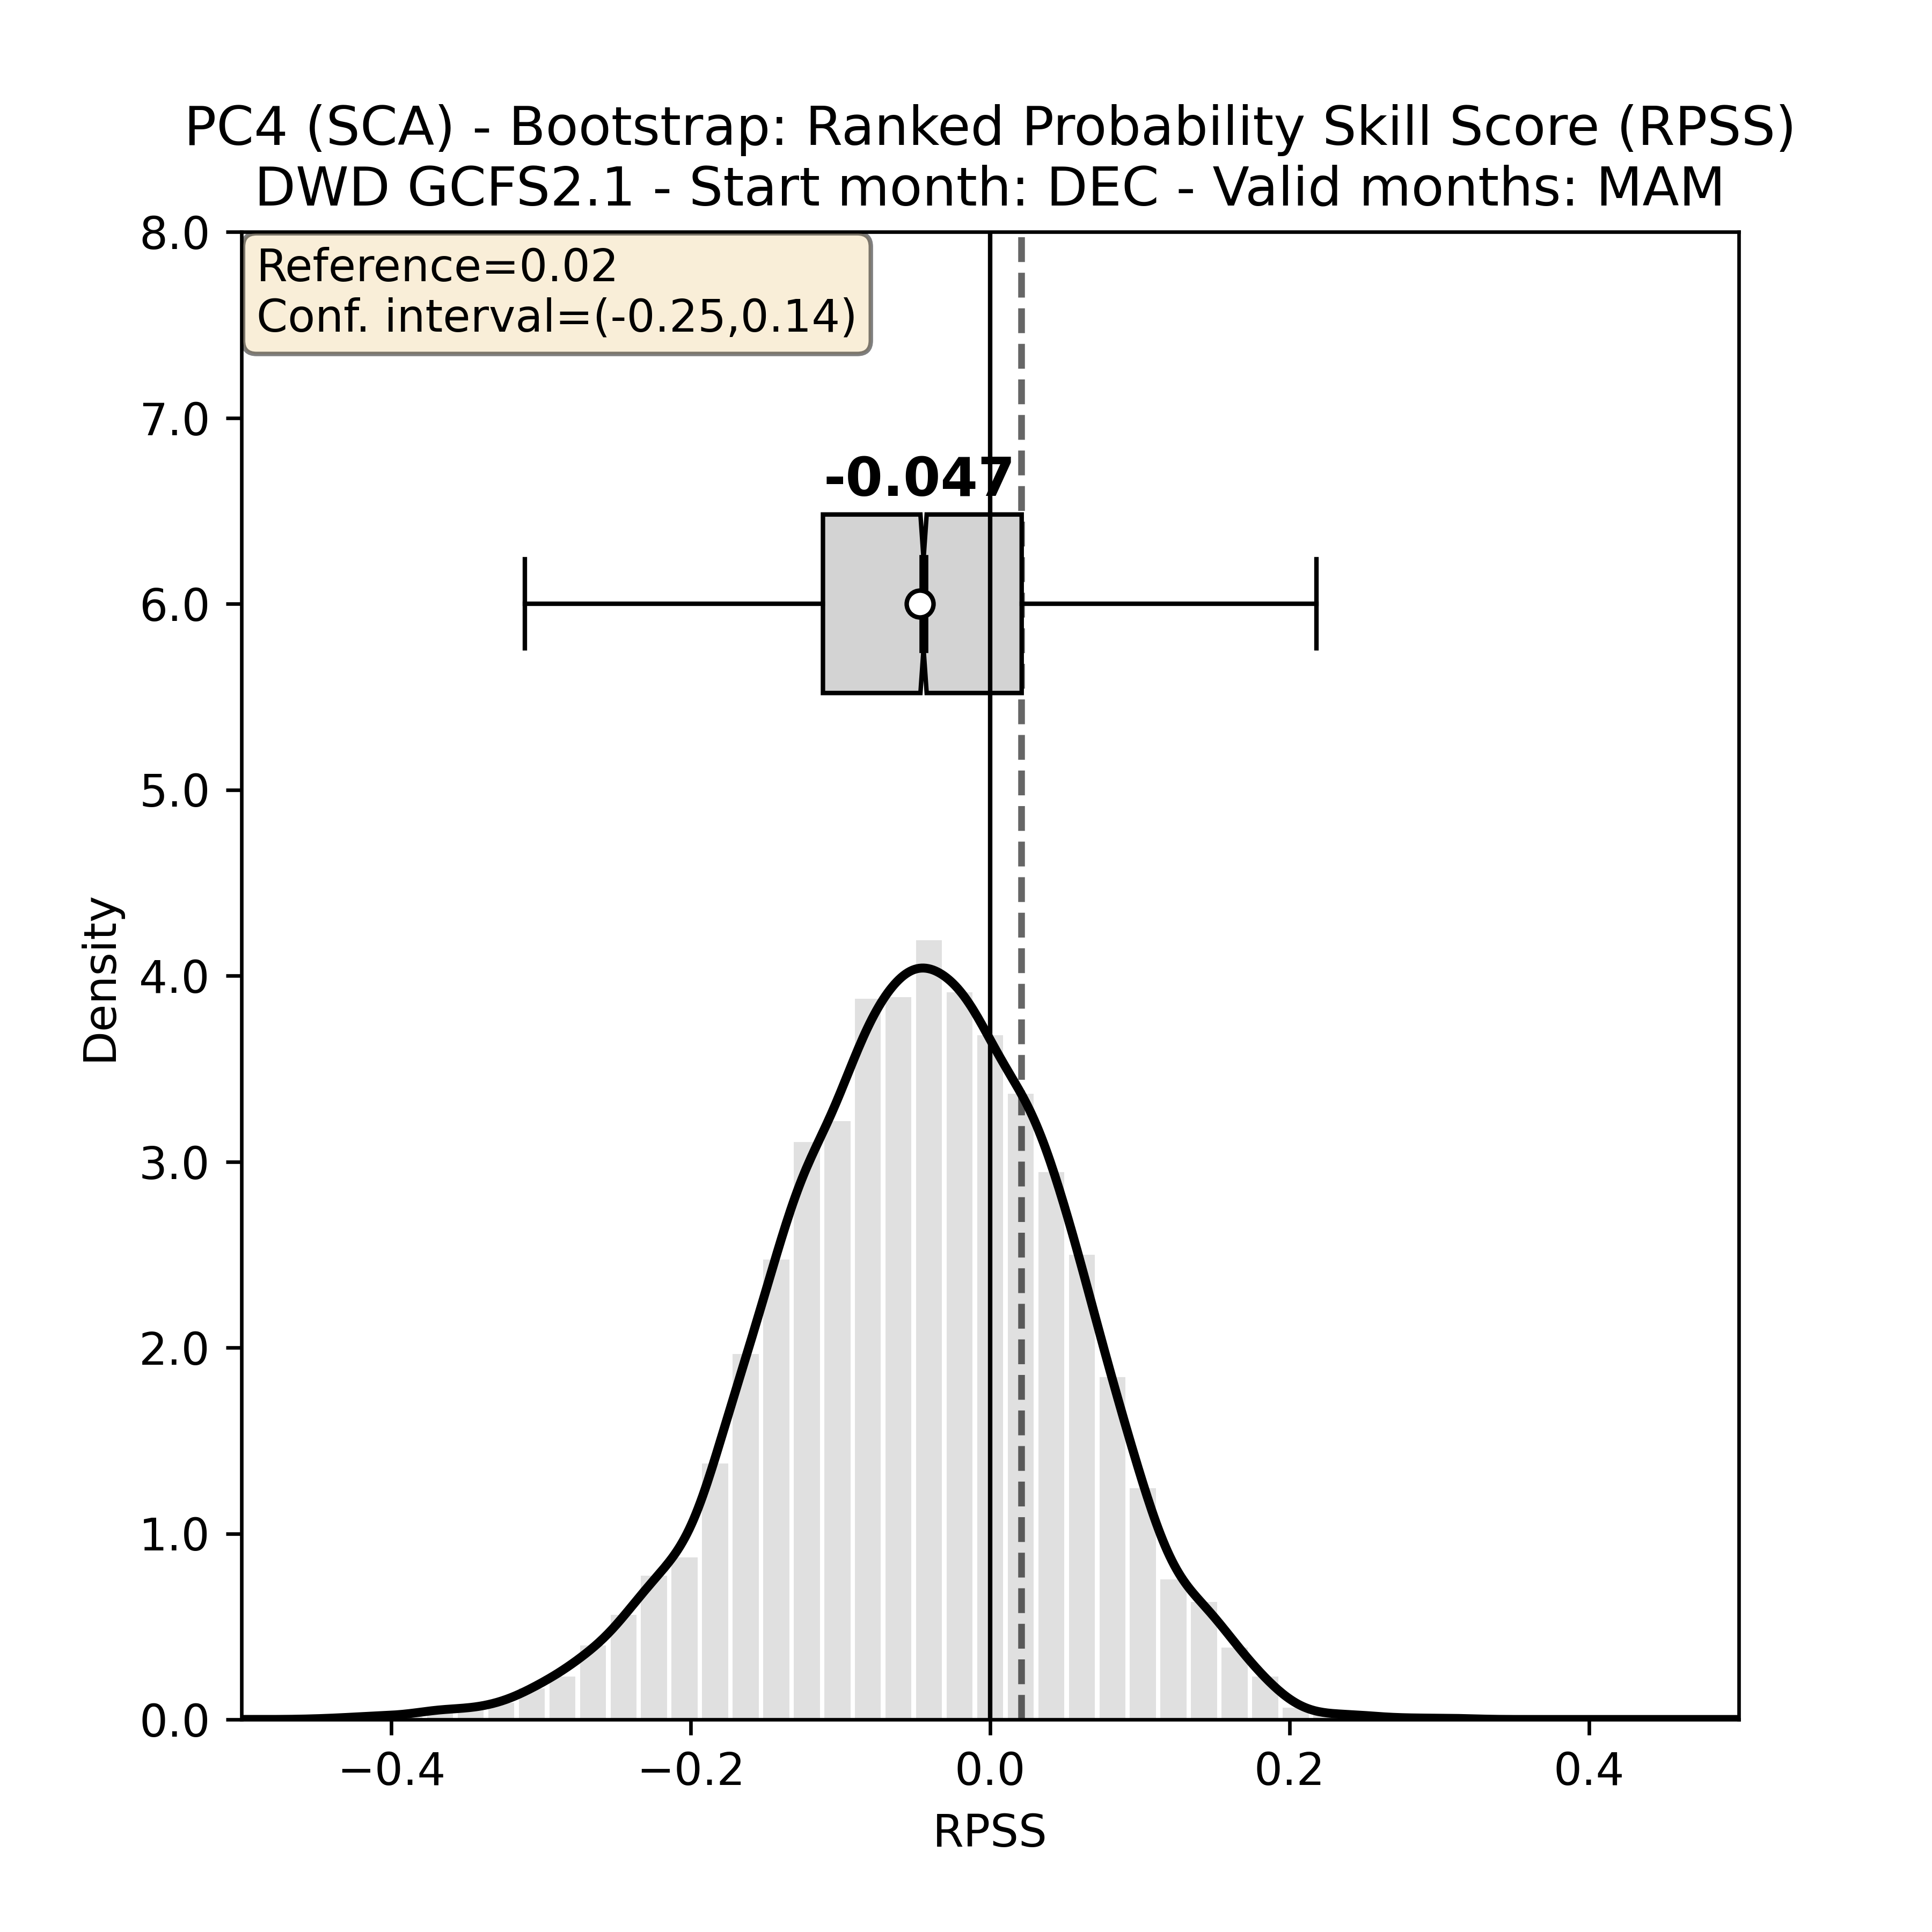 PC4 (SCA) - Bootstrap: Ranked Probability Skill Score (RPSS)
DWD GCFS2.1 - Start month: DEC - Valid months: MAM
Reference=0.02
Conf. interval=(-0.25,0.14)
8.0
7.0
6.0
5.0
4.0
3.0
2.0
1.0
0.0
Density
-0.047
−0.4
−0.2
0.0
0.2
0.4
RPSS